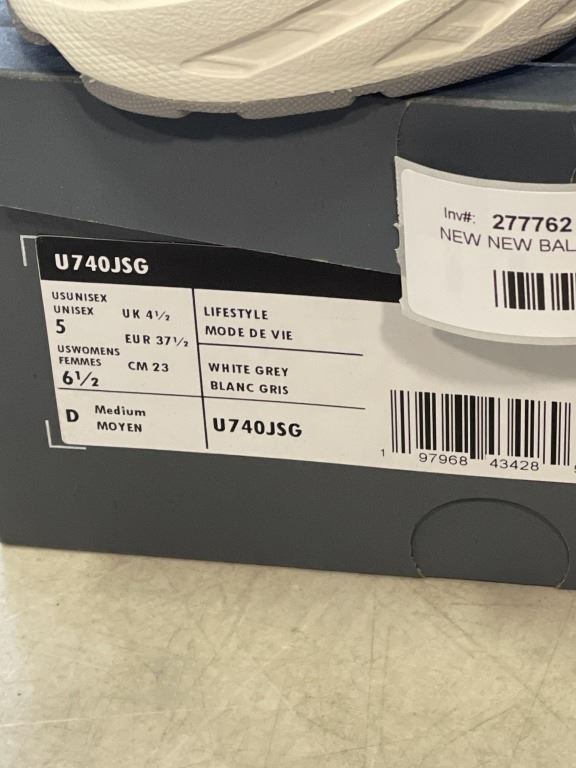 Inv#: 277762
NEW NEW BAL
U740JSG
USUNISEX
UNISEX
5
UK 4½
EUR 37½
USWOMENS
FEMMES
6½
CM 23
LIFESTYLE
MODE DE VIE
WHITE GREY
BLANC GRIS
D Medium
MOYEN
U740JSG
1 97968 43428